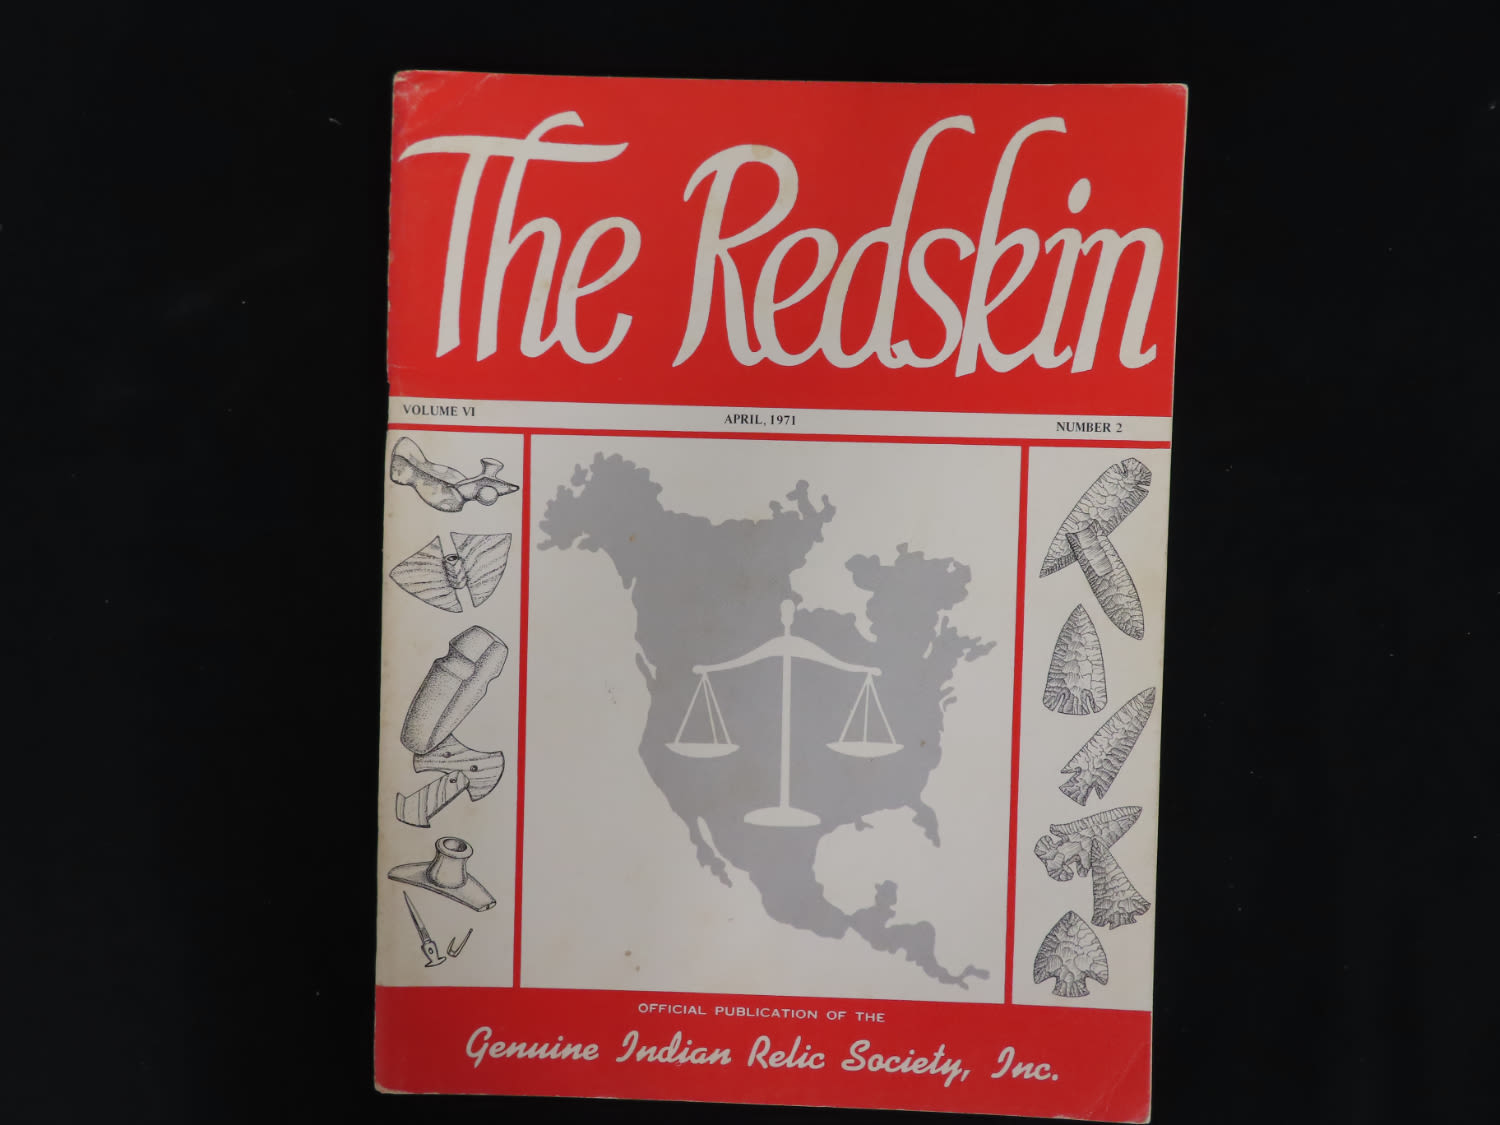 The Redskin
VOLUME VI
APRIL, 1971
NUMBER 2
OFFICIAL PUBLICATION OF THE
Genuine Indian Relic Society, Inc.